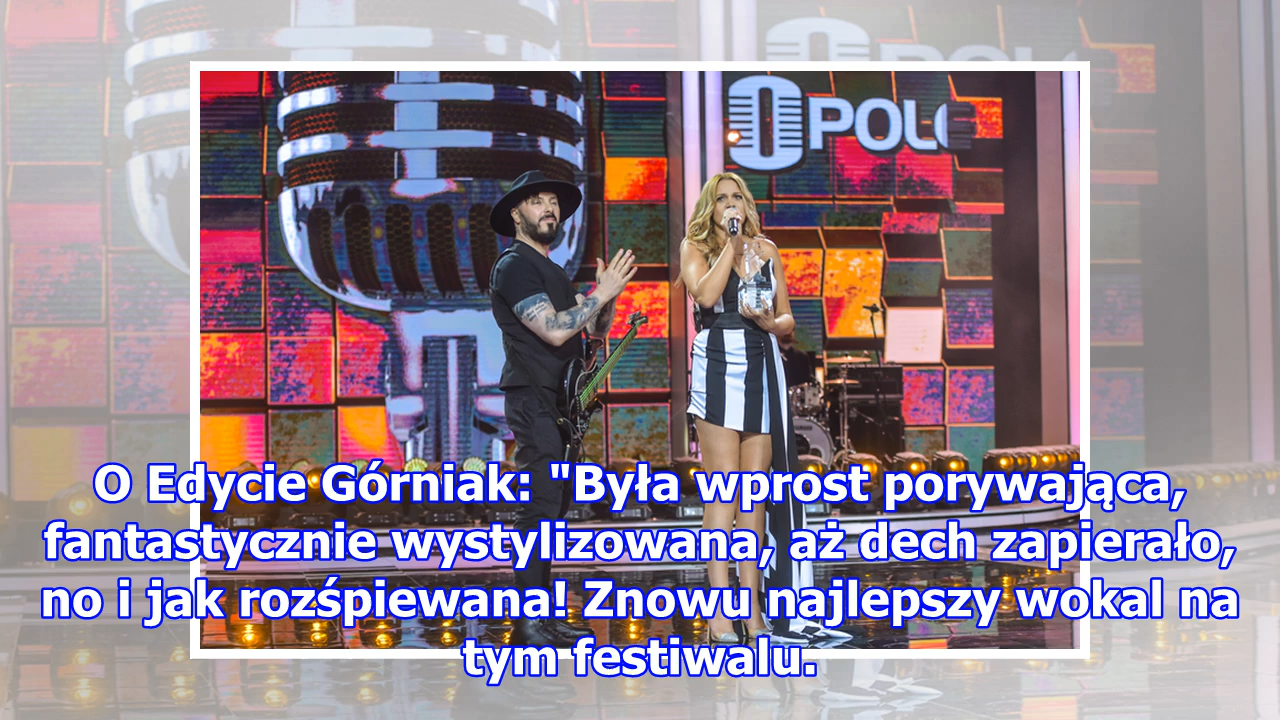 OPOLE
O Edycie Górniak: "Była wprost porywająca,
fantastycznie wystylizowana, aż dech zapierało,
no i jak rozśpiewana! Znowu najlepszy wokal na
tym festiwalu.